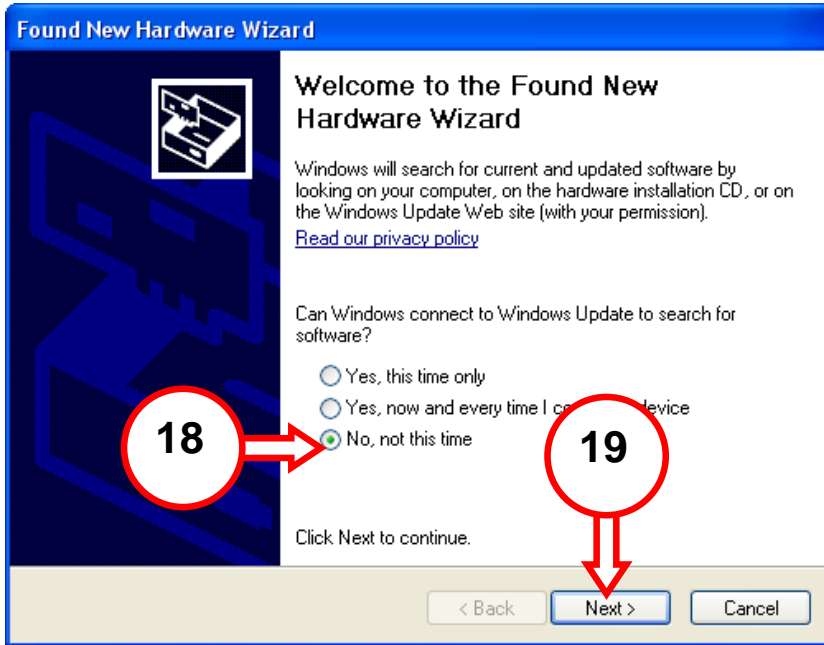 Found New Hardware Wizard
Welcome to the Found New
Hardware Wizard
Windows will search for current and updated software by
looking on your computer, on the hardware installation CD, or on
the Windows Update Web site (with your permission).
Read our privacy policy
Can Windows connect to Windows Update to search for
software?
Yes, this time only
Yes, now and every time I device
18
No, not this time
19
Click Next to continue.
< Back
Next >
Cancel